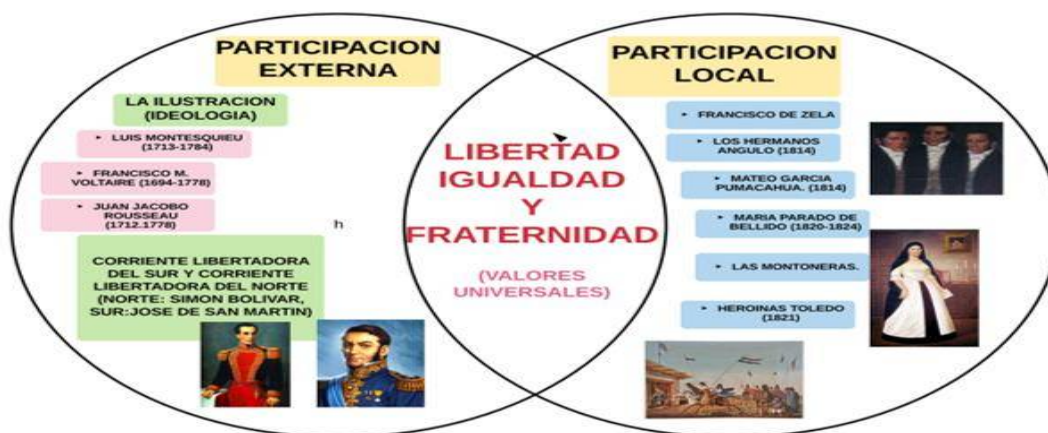 PARTICIPACION
EXTERNA
LA ILUSTRACION
(IDEOLOGIA)
LUIS MONTESQUIEU
(1713-1784)
FRANCISCO M.
VOLTAIRE (1694-1778)
JUAN JACOBO
ROUSSEAU
(1712.1778)
h
CORRIENTE LIBERTADORA
DEL SUR Y CORRIENTE
LIBERTADORA DEL NORTE
(NORTE: SIMON BOLIVAR,
SUR:JOSE DE SAN MARTIN)
LIBERTAD
IGUALDAD
Y
FRATERNIDAD
(VALORES
UNIVERSALES)
PARTICIPACION
LOCAL
FRANCISCO DE ZELA
LOS HERMANOS
ANGULO (1814)
MATEO GARCIA
PUMACAHUA. (1814)
MARIA PARADO DE
BELLIDO (1820-1824)
LAS MONTONERAS.
HEROINAS TOLEDO
(1821)